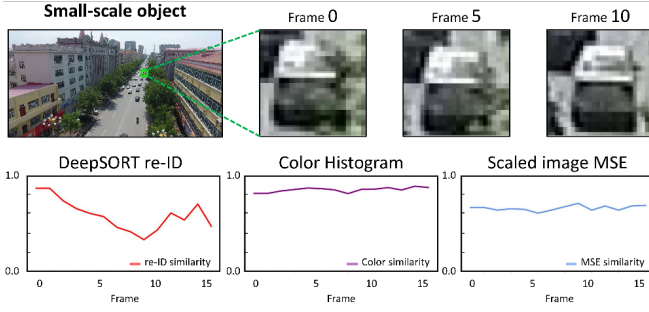 Small-scale object
Frame 0
Frame 5
Frame 10
DeepSORT re-ID
Color Histogram
Scaled image MSE
1.0
0.0
re-ID similarity
0 5 10 15
Frame
1.0
0.0
Color similarity
0 5 10 15
Frame
1.0
0.0
MSE similarity
0 5 10 15
Frame